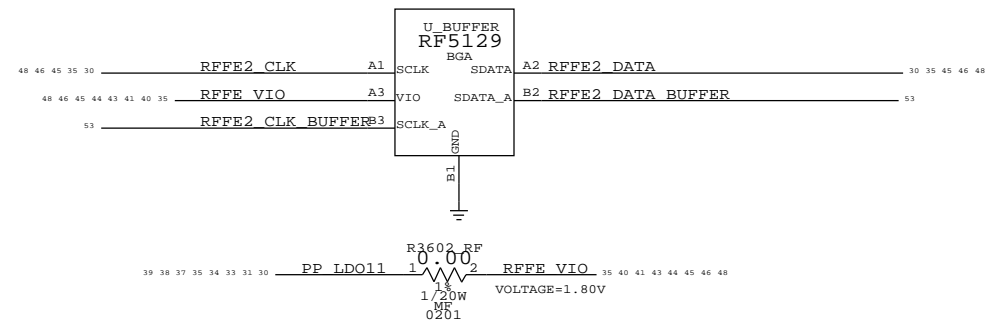 U_BUFFER
RF5129
BGA
48 46 45 35 30 RFFE2_CLK A1 SCLK SDATA A2 RFFE2_DATA 30 35 45 46 48
48 46 45 44 43 41 40 35 RFFE_VIO A3 VIO SDATA_A B2 RFFE2_DATA_BUFFER 53
53 RFFE2_CLK_BUFFER B3 SCLK_A
GND
B1
R3602_RF
0.00
39 38 37 35 34 33 31 30 PP_LDO11 1 2 RFFE_VIO 35 40 41 43 44 45 46 48
1%
VOLTAGE=1.80V
1/20W
MF
0201